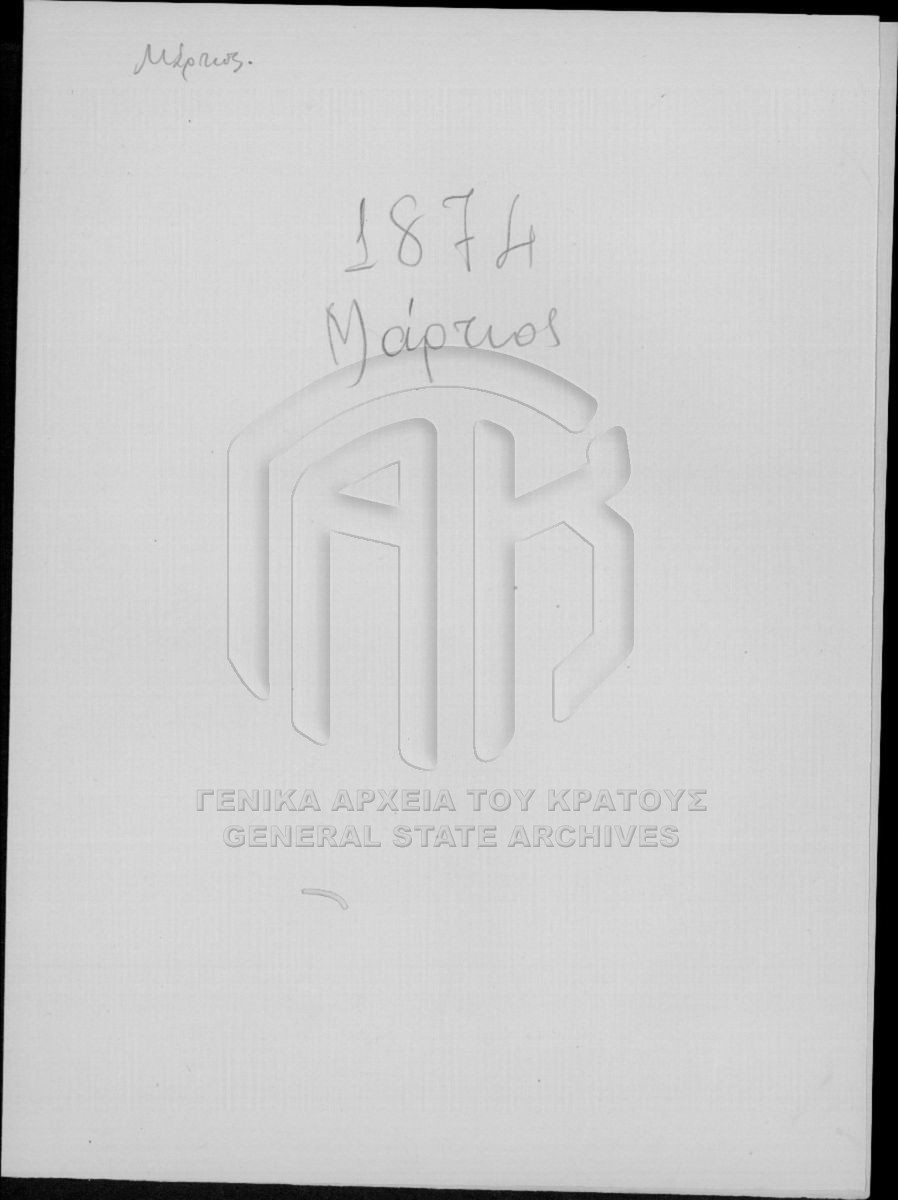 Μάρτιος.
1874
Μάρτιος
ΓΕΝΙΚΑ ΑΡΧΕΙΑ ΤΟΥ ΚΡΑΤΟΥΣ
GENERAL STATE ARCHIVES